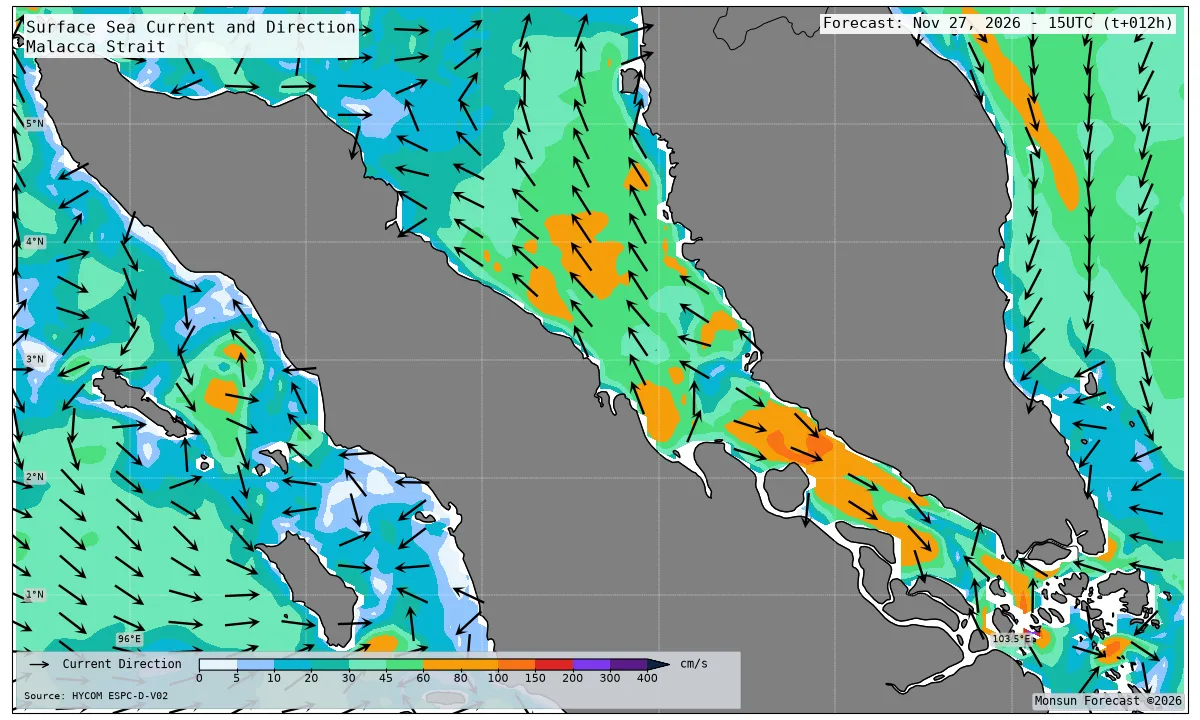 Surface Sea Current and Direction
Malacca Strait
Forecast: Nov 27, 2026 - 15UTC (t+012h)
5°N
4°N
3°N
2°N
1°N
96°E
103.5°E
Current Direction
0 5 10 20 30 45 60 80 100 150 200 300 400
cm/s
Source: HYCOM ESPC-D-V02
Monsun Forecast ©2026